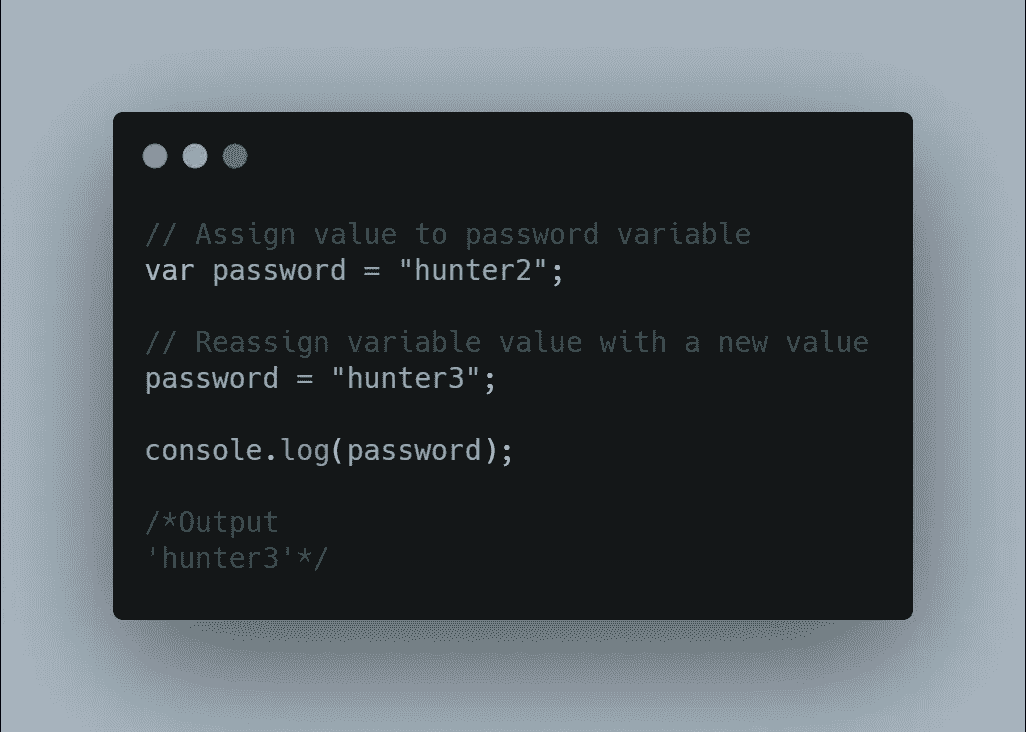 // Assign value to password variable
var password = "hunter2";
// Reassign variable value with a new value
password = "hunter3";
console.log(password);
/*Output
'hunter3'*/